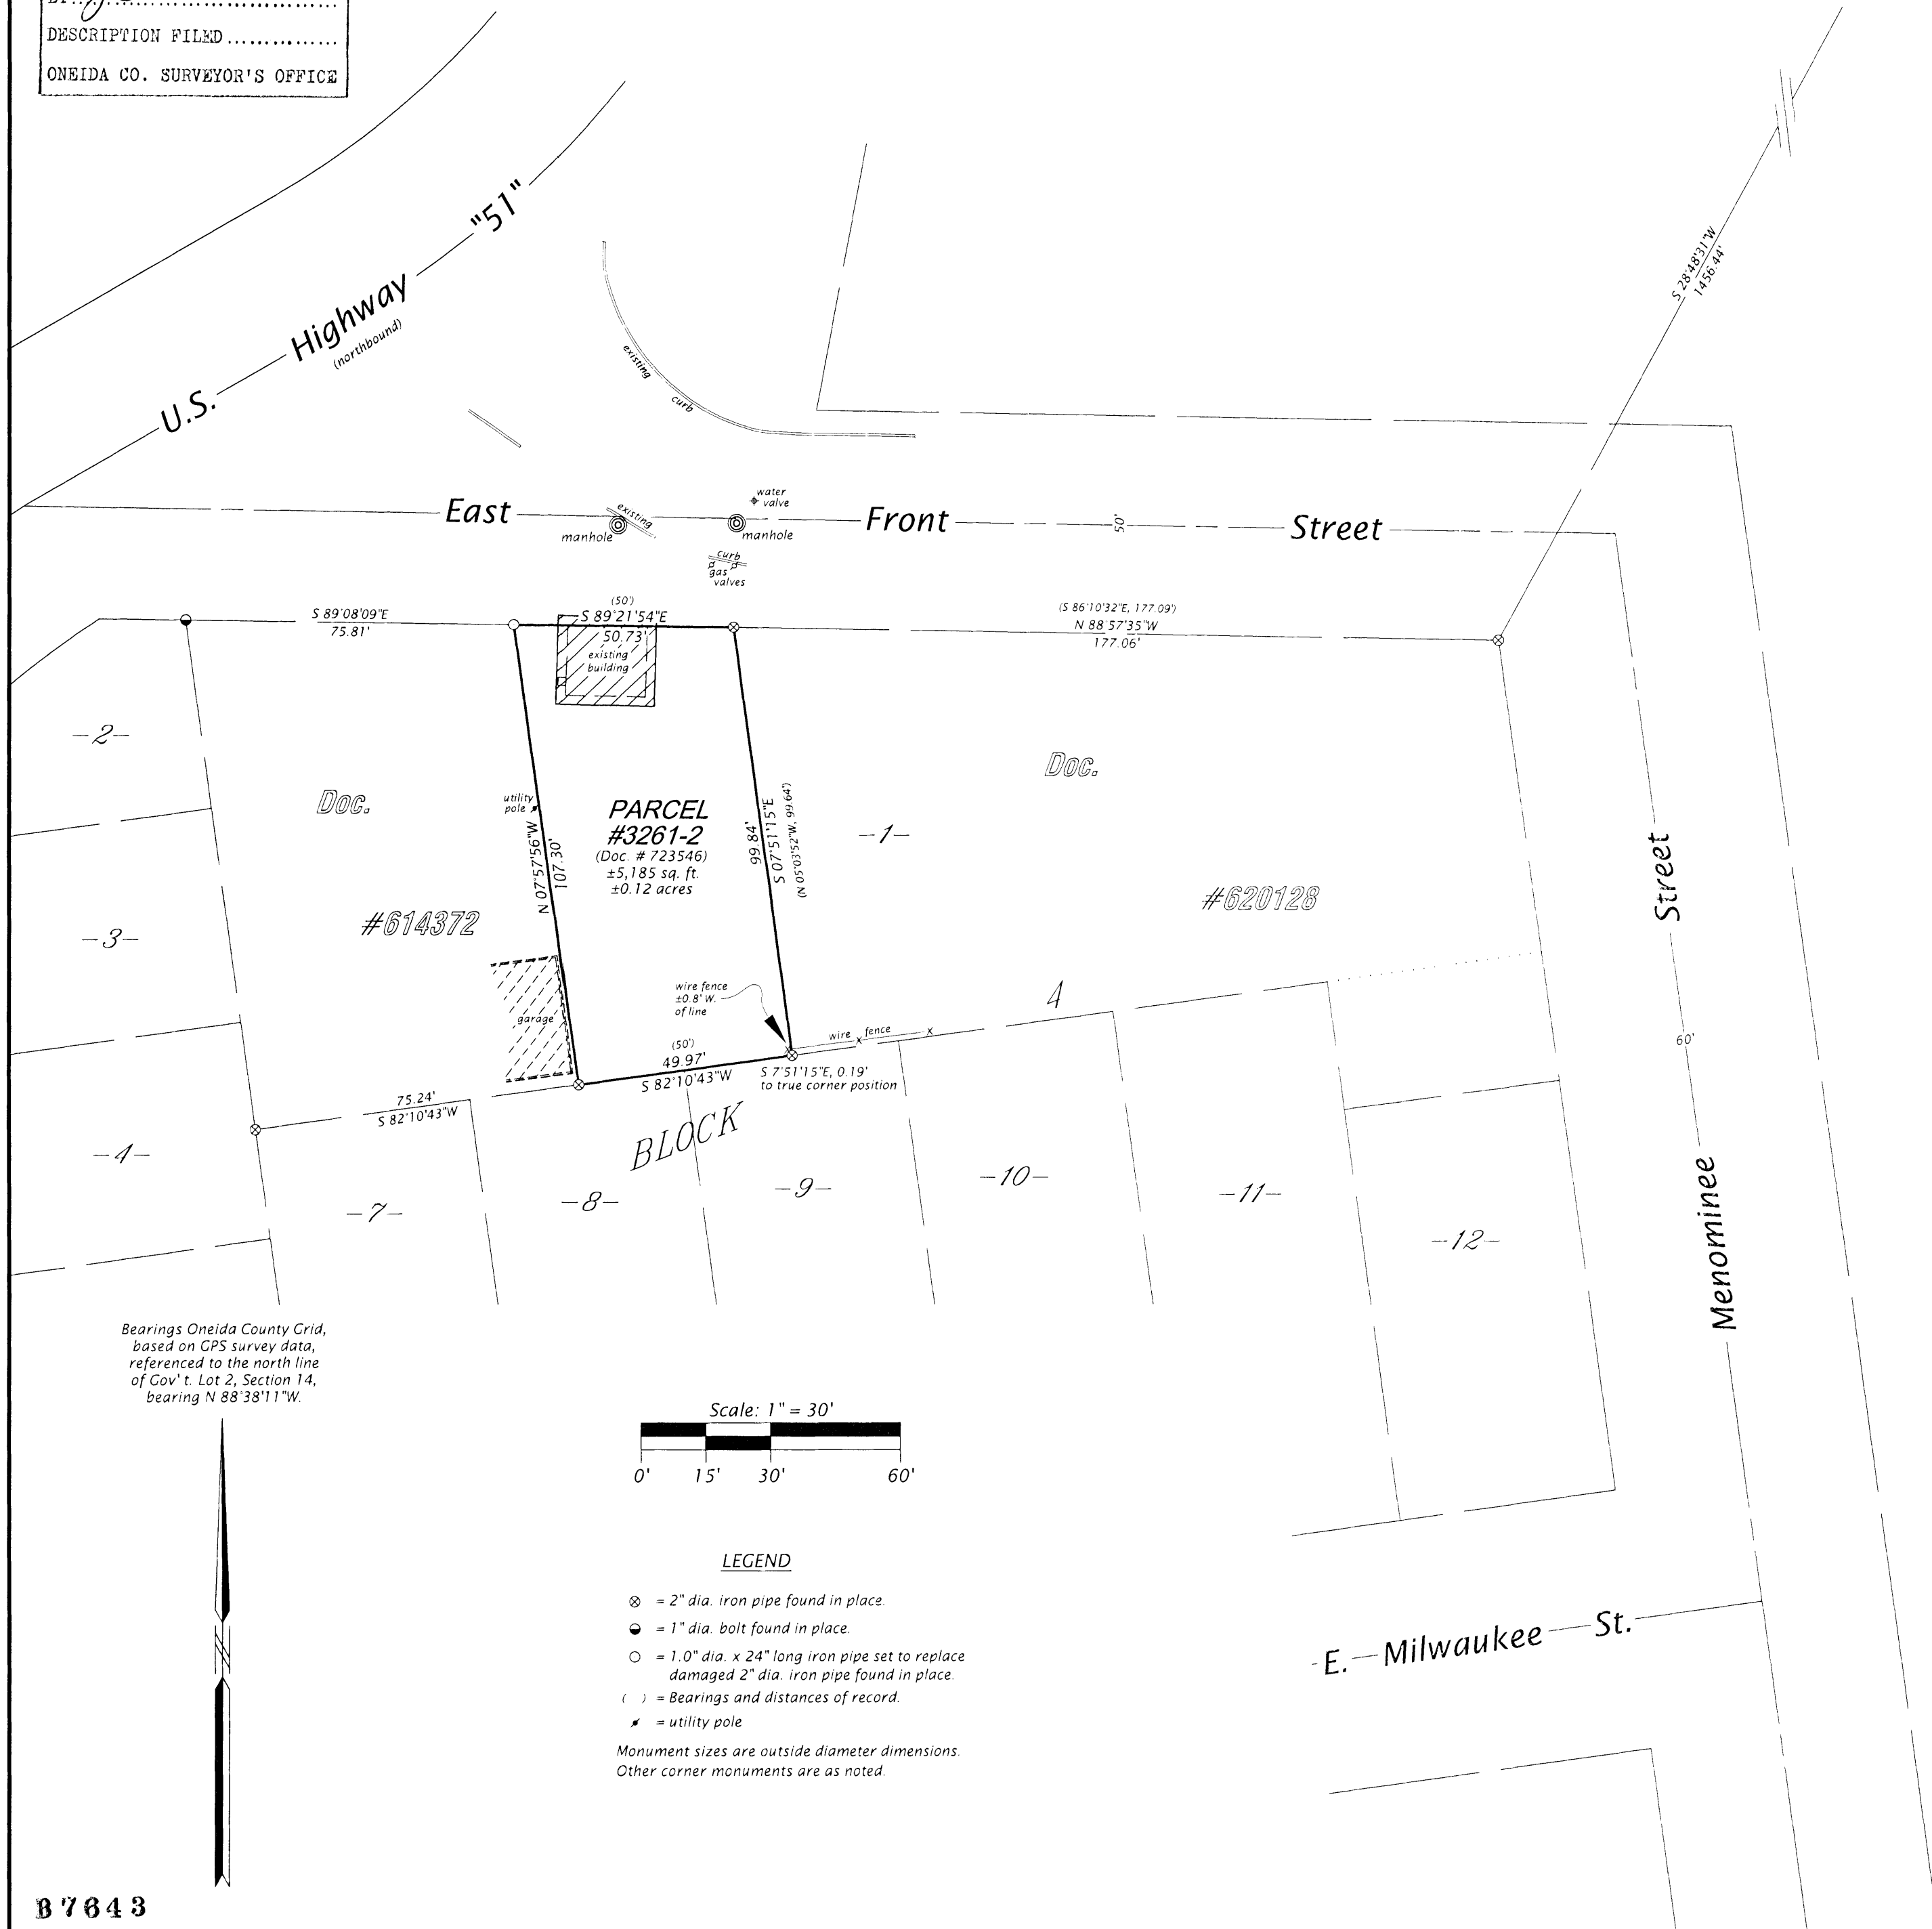 DESCRIPTION FILED ...............
ONEIDA CO. SURVEYOR'S OFFICE
U.S. Highway "51"
(northbound)
existing
curb
S 28°48'31"W
1456.44'
East Front Street
50'
water
valve
existing
manhole
manhole
curb
gas
valves
S 89°08'09"E
75.81'
(50')
S 89°21'54"E
50.73'
existing
building
(S 86°10'32"E, 177.09')
N 88°57'35"W
177.06'
-2-
Doc.
#614372
utility
pole
N 07°57'56"W
107.30'
PARCEL
#3261-2
(Doc. # 723546)
±5,185 sq. ft.
±0.12 acres
99.84'
S 07°51'15"E
(N 05°03'52"W, 99.64')
-1-
Doc.
#620128
Menominee Street
60'
-3-
garage
wire fence
±0.8' W.
of line
wire fence
4
(50')
49.97'
S 82°10'43"W
S 7°51'15"E, 0.19'
to true corner position
75.24'
S 82°10'43"W
BLOCK
-4-
-7-
-8-
-9-
-10-
-11-
-12-
Bearings Oneida County Grid,
based on GPS survey data,
referenced to the north line
of Gov't. Lot 2, Section 14,
bearing N 88°38'11"W.
Scale: 1" = 30'
0' 15' 30' 60'
LEGEND
= 2" dia. iron pipe found in place.
= 1" dia. bolt found in place.
= 1.0" dia. x 24" long iron pipe set to replace
damaged 2" dia. iron pipe found in place.
( ) = Bearings and distances of record.
= utility pole
Monument sizes are outside diameter dimensions.
Other corner monuments are as noted.
E. Milwaukee St.
B7643